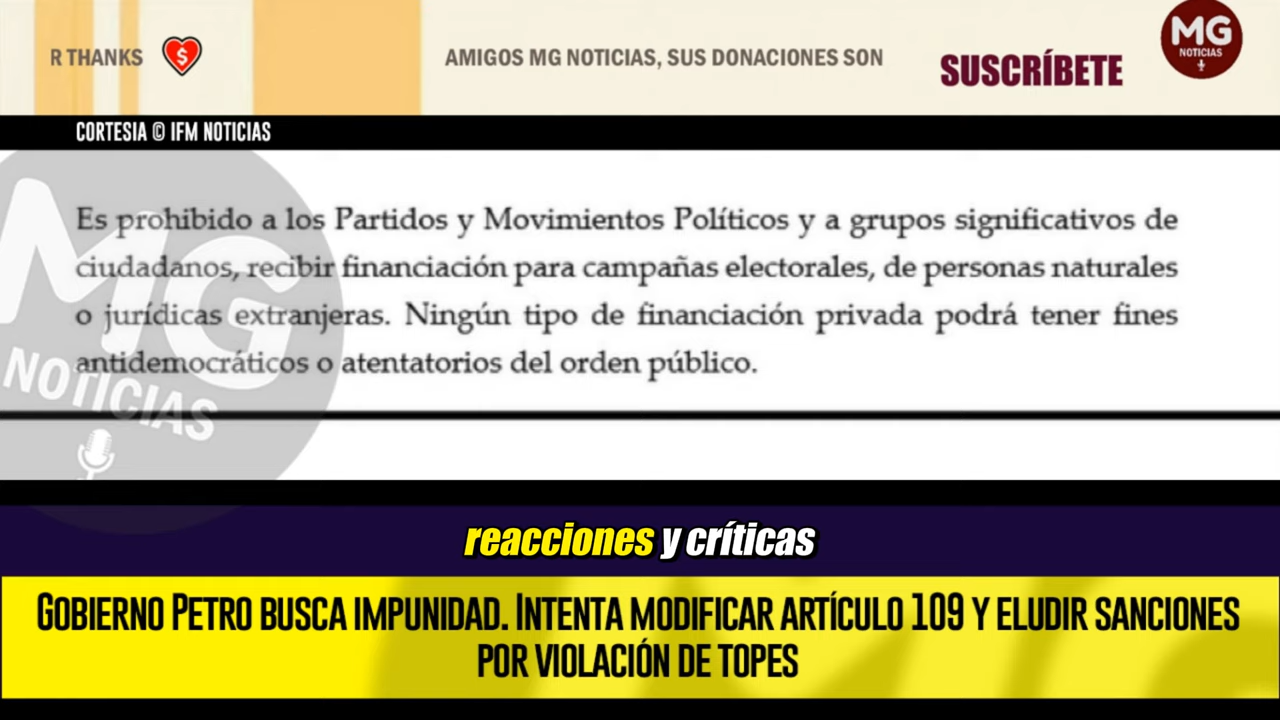 R THANKS
AMIGOS MG NOTICIAS, SUS DONACIONES SON
SUSCRÍBETE
MG
NOTICIAS
CORTESIA © IFM NOTICIAS
Es prohibido a los Partidos y Movimientos Políticos y a grupos significativos de
ciudadanos, recibir financiación para campañas electorales, de personas naturales
o jurídicas extranjeras. Ningún tipo de financiación privada podrá tener fines
antidemocráticos o atentatorios del orden público.
MG
NOTICIAS
reacciones y críticas
GOBIERNO PETRO BUSCA IMPUNIDAD. INTENTA MODIFICAR ARTÍCULO 109 Y ELUDIR SANCIONES
POR VIOLACIÓN DE TOPES